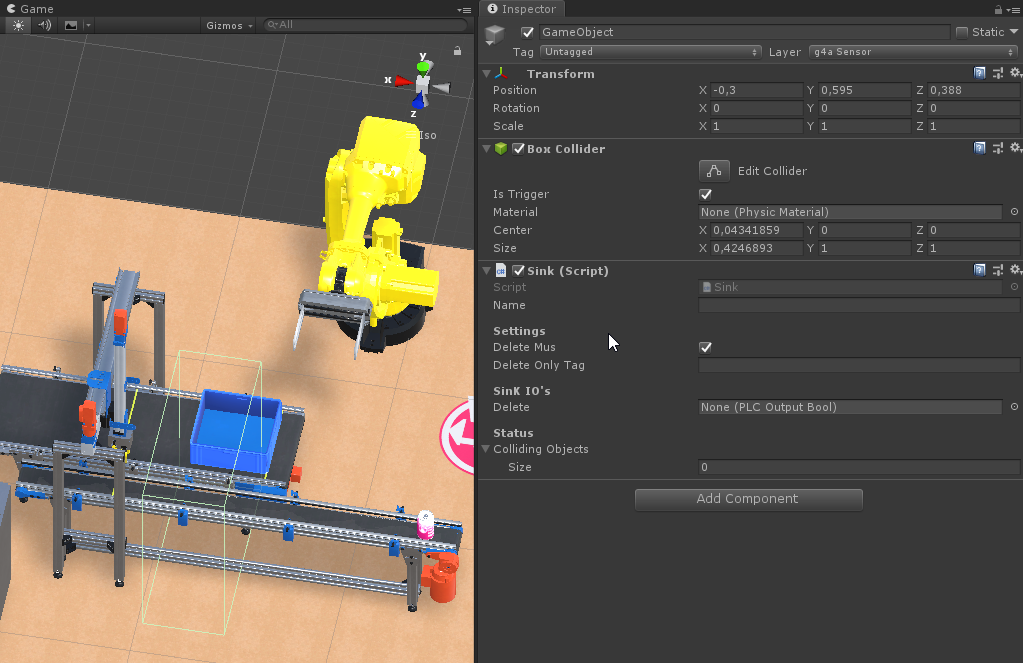 Game
Gizmos
All
y
x
z
Iso
Inspector
GameObject
Static
Tag Untagged Layer g4a Sensor
Transform
Position X -0,3 Y 0,595 Z 0,388
Rotation X 0 Y 0 Z 0
Scale X 1 Y 1 Z 1
Box Collider
Edit Collider
Is Trigger
Material None (Physic Material)
Center X 0,04341859 Y 0 Z 0
Size X 0,4246893 Y 1 Z 1
Sink (Script)
Script Sink
Name
Settings
Delete Mus
Delete Only Tag
SinK IO's
Delete None (PLC Output Bool)
Status
Colliding Objects
Size 0
Add Component